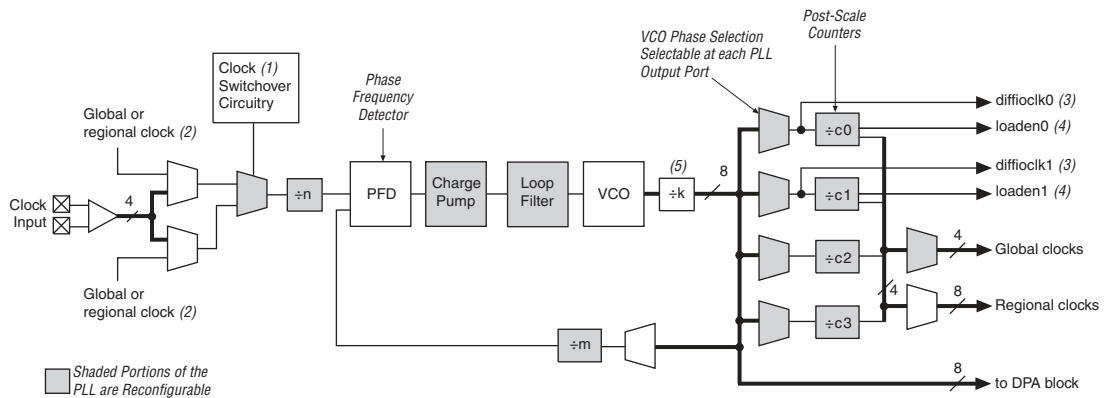 Post-Scale
Counters
VCO Phase Selection
Selectable at each PLL
Output Port
Clock (1)
Switchover
Circuitry
Phase
Frequency
Detector
diffioclk0 (3)
Global or
regional clock (2)
÷c0
loaden0 (4)
diffioclk1 (3)
(5)
8
÷n
PFD
Charge
Pump
Loop
Filter
VCO
÷k
÷c1
loaden1 (4)
Clock
Input
4
÷c2
4
Global clocks
4
8
Regional clocks
Global or
regional clock (2)
÷c3
÷m
Shaded Portions of the
PLL are Reconfigurable
8
to DPA block